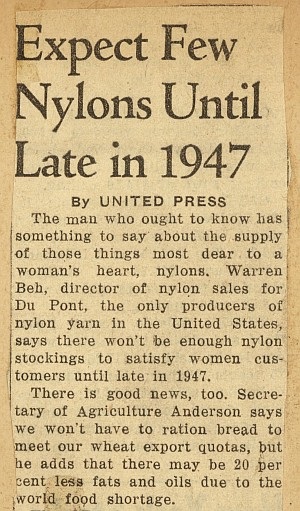 Expect Few
Nylons Until
Late in 1947
By UNITED PRESS
The man who ought to know has
something to say about the supply
of those things most dear to a
woman's heart, nylons. Warren
Beh, director of nylon sales for
Du Pont, the only producers of
nylon yarn in the United States,
says there won't be enough nylon
stockings to satisfy women cus-
tomers until late in 1947.
There is good news, too. Secre-
tary of Agriculture Anderson says
we won't have to ration bread to
meet our wheat export quotas, but
he adds that there may be 20 per
cent less fats and oils due to the
world food shortage.